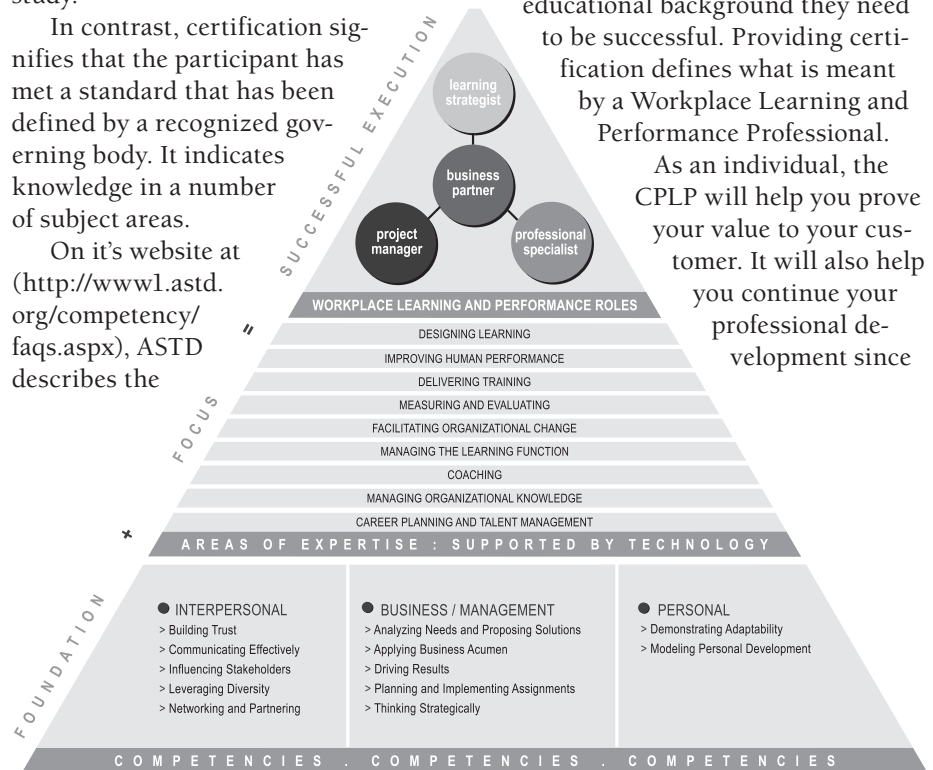 study.
In contrast, certification sig-
nifies that the participant has
met a standard that has been
defined by a recognized gov-
erning body. It indicates
knowledge in a number
of subject areas.
On it's website at
(http://www1.astd.
org/competency/
faqs.aspx), ASTD
describes the
educational background they need
to be successful. Providing certi-
fication defines what is meant
by a Workplace Learning and
Performance Professional.
As an individual, the
CPLP will help you prove
your value to your cus-
tomer. It will also help
you continue your
professional de-
velopment since
SUCCESSFUL EXECUTION
learning
strategist
business
partner
project
manager
professional
specialist
WORKPLACE LEARNING AND PERFORMANCE ROLES
=
FOCUS
DESIGNING LEARNING
IMPROVING HUMAN PERFORMANCE
DELIVERING TRAINING
MEASURING AND EVALUATING
FACILITATING ORGANIZATIONAL CHANGE
MANAGING THE LEARNING FUNCTION
COACHING
MANAGING ORGANIZATIONAL KNOWLEDGE
CAREER PLANNING AND TALENT MANAGEMENT
AREAS OF EXPERTISE : SUPPORTED BY TECHNOLOGY
+
FOUNDATION
● INTERPERSONAL
> Building Trust
> Communicating Effectively
> Influencing Stakeholders
> Leveraging Diversity
> Networking and Partnering
● BUSINESS / MANAGEMENT
> Analyzing Needs and Proposing Solutions
> Applying Business Acumen
> Driving Results
> Planning and Implementing Assignments
> Thinking Strategically
● PERSONAL
> Demonstrating Adaptability
> Modeling Personal Development
COMPETENCIES . COMPETENCIES . COMPETENCIES